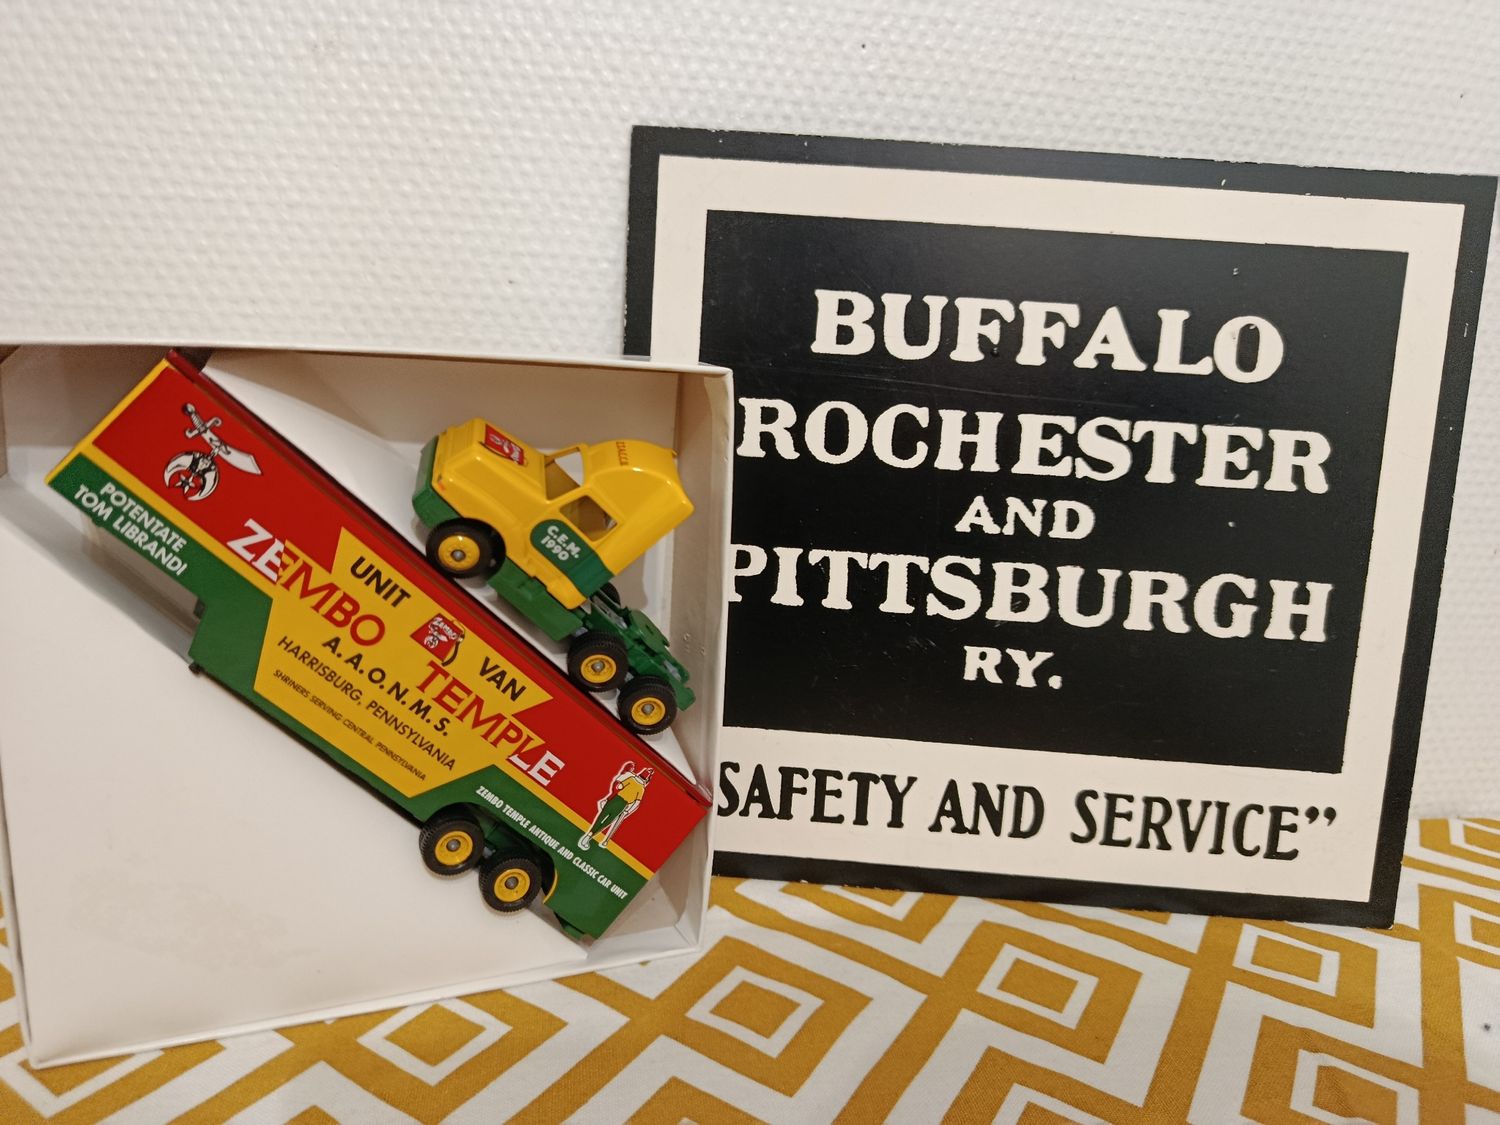 POTENTATE
TOM LIBRANDI
UNIT
VAN
ZEMBO
TEMPLE
A.A.O.N.M.S.
HARRISBURG, PENNSYLVANIA
SHRINERS SERVING CENTRAL PENNSYLVANIA
ZEMBO TEMPLE ANTIQUE AND CLASSIC CAR UNIT
ZEMBO
C.E.M.
1990
BUFFALO
ROCHESTER
AND
PITTSBURGH
RY.
SAFETY AND SERVICE”